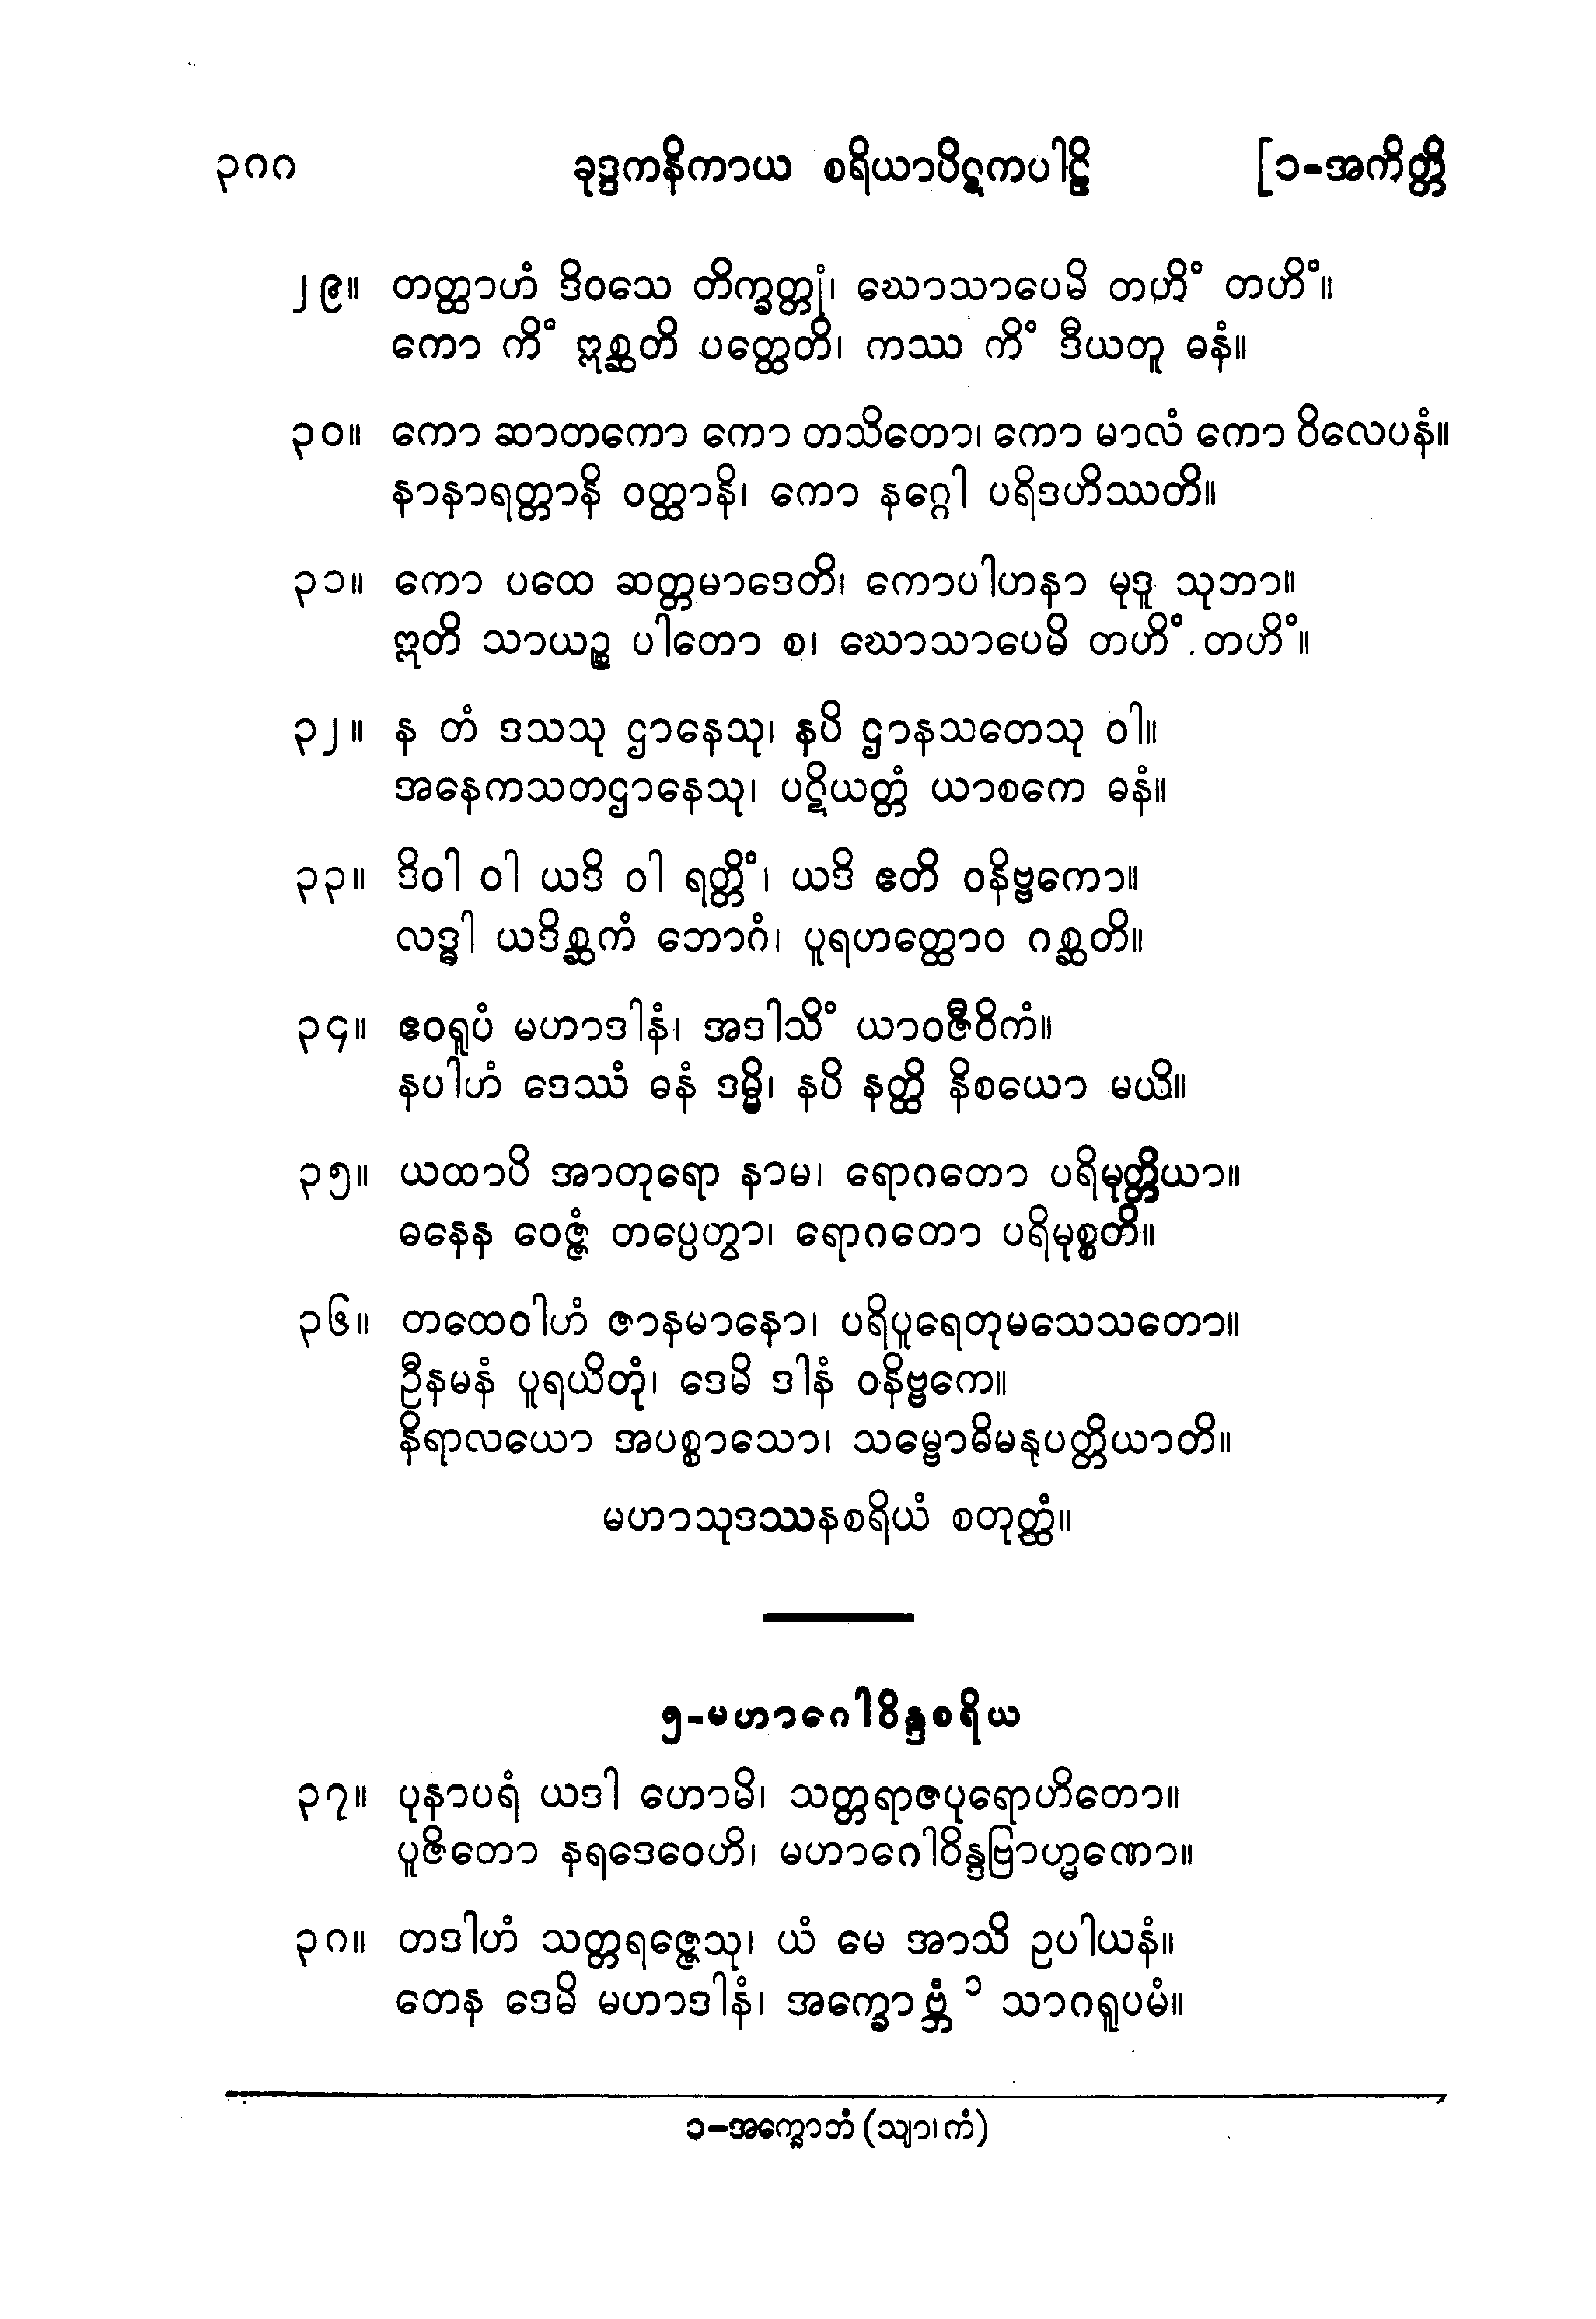 ၃၈၈ ခုဒ္ဒကနိကာယ စရိယာပိဋကပါဠိ [၁-အကိတ္တိ
၂၉။ တတ္ထာဟံ ဒိဝသေ တိက္ခတ္တုံ၊ ဃောသာပေမိ တဟိံ တဟိံ။
ကော ကိံ ဣစ္ဆတိ ပတ္ထေတိ၊ ကဿ ကိံ ဒီယတူ ဓနံ။
၃၀။ ကော ဆာတကော ကော တသိတော၊ ကော မာလံ ကော ဝိလေပနံ။
နာနာရတ္တာနိ ဝတ္ထာနိ၊ ကော နဂ္ဂေါ ပရိဒဟိဿတိ။
၃၁။ ကော ပထေ ဆတ္တမာဒေတိ၊ ကောပါဟနာ မုဒူ သုဘာ။
ဣတိ သာယဉ္စ ပါတော စ၊ ဃောသာပေမိ တဟိံ တဟိံ။
၃၂။ န တံ ဒသသု ဌာနေသု၊ နပိ ဌာနသတေသု ဝါ။
အနေကသတဌာနေသု၊ ပဋိယတ္တံ ယာစကေ ဓနံ။
၃၃။ ဒိဝါ ဝါ ယဒိ ဝါ ရတ္တိံ၊ ယဒိ ဧတိ ဝနိဗ္ဗကော။
လဒ္ဓါ ယဒိစ္ဆကံ ဘောဂံ၊ ပူရဟတ္ထောဝ ဂစ္ဆတိ။
၃၄။ ဧဝရူပံ မဟာဒါနံ၊ အဒါသိံ ယာဝဇီဝိကံ။
နပါဟံ ဒေဿံ ဓနံ ဒမ္မိ၊ နပိ နတ္ထိ နိစယော မယိ။
၃၅။ ယထာပိ အာတုရော နာမ၊ ရောဂတော ပရိမုတ္တိယာ။
ဓနေန ဝေဇ္ဇံ တပ္ပေတွာ၊ ရောဂတော ပရိမုစ္စတိ။
၃၆။ တထေဝါဟံ ဇာနမာနော၊ ပရိပူရေတုမသေသတော။
ဦနမနံ ပူရယိတုံ၊ ဒေမိ ဒါနံ ဝနိဗ္ဗကေ။
နိရာလယော အပစ္စာသော၊ သမ္ဗောဓိမနုပတ္တိယာတိ။
မဟာသုဒဿနစရိယံ စတုတ္ထံ။
၅-မဟာဂေါဝိန္ဒစရိယ
၃၇။ ပုနာပရံ ယဒါ ဟောမိ၊ သတ္တရာဇပုရောဟိတော။
ပူဇိတော နရဒေဝေဟိ၊ မဟာဂေါဝိန္ဒဗြာဟ္မဏော။
၃၈။ တဒါဟံ သတ္တရဇ္ဇေသု၊ ယံ မေ အာသိ ဥပါယနံ။
တေန ဒေမိ မဟာဒါနံ၊ အက္ခောဗ္ဘံ ၁ သာဂရူပမံ။
၁-အက္ခောဘံ (သျာ၊ ကံ)